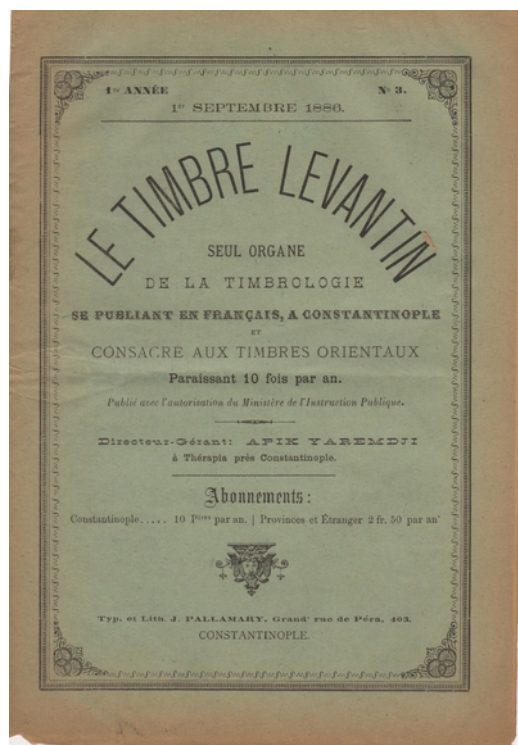 1re ANNÉE
No 3.
1er SEPTEMBRE 1886.
LE TIMBRE LEVANTIN
SEUL ORGANE
DE LA TIMBROLOGIE
SE PUBLIANT EN FRANÇAIS, A CONSTANTINOPLE
ET
CONSACRÉ AUX TIMBRES ORIENTAUX
Paraissant 10 fois par an.
Publié avec l'autorisation du Ministère de l'Instruction Publique.
Directeur-Gérant: APIK YAREMDJI
à Thérapia près Constantinople.
Abonnements:
Constantinople..... 10 Ptres par an. | Provinces et Étranger 2 fr. 50 par an
Typ. et Lith. J. PALLAMARY, Grand' rue de Péra, 403,
CONSTANTINOPLE.